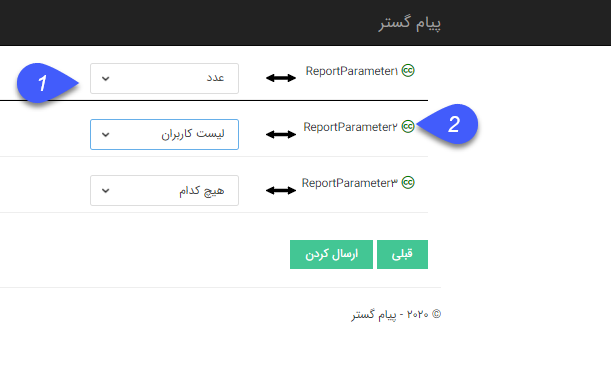 پیام گستر
ReportParameter۱ عدد
1
ReportParameter۲ لیست کاربران
2
ReportParameter۳ هیچ کدام
قبلی ارسال کردن
© ۲۰۲۰ - پیام گستر